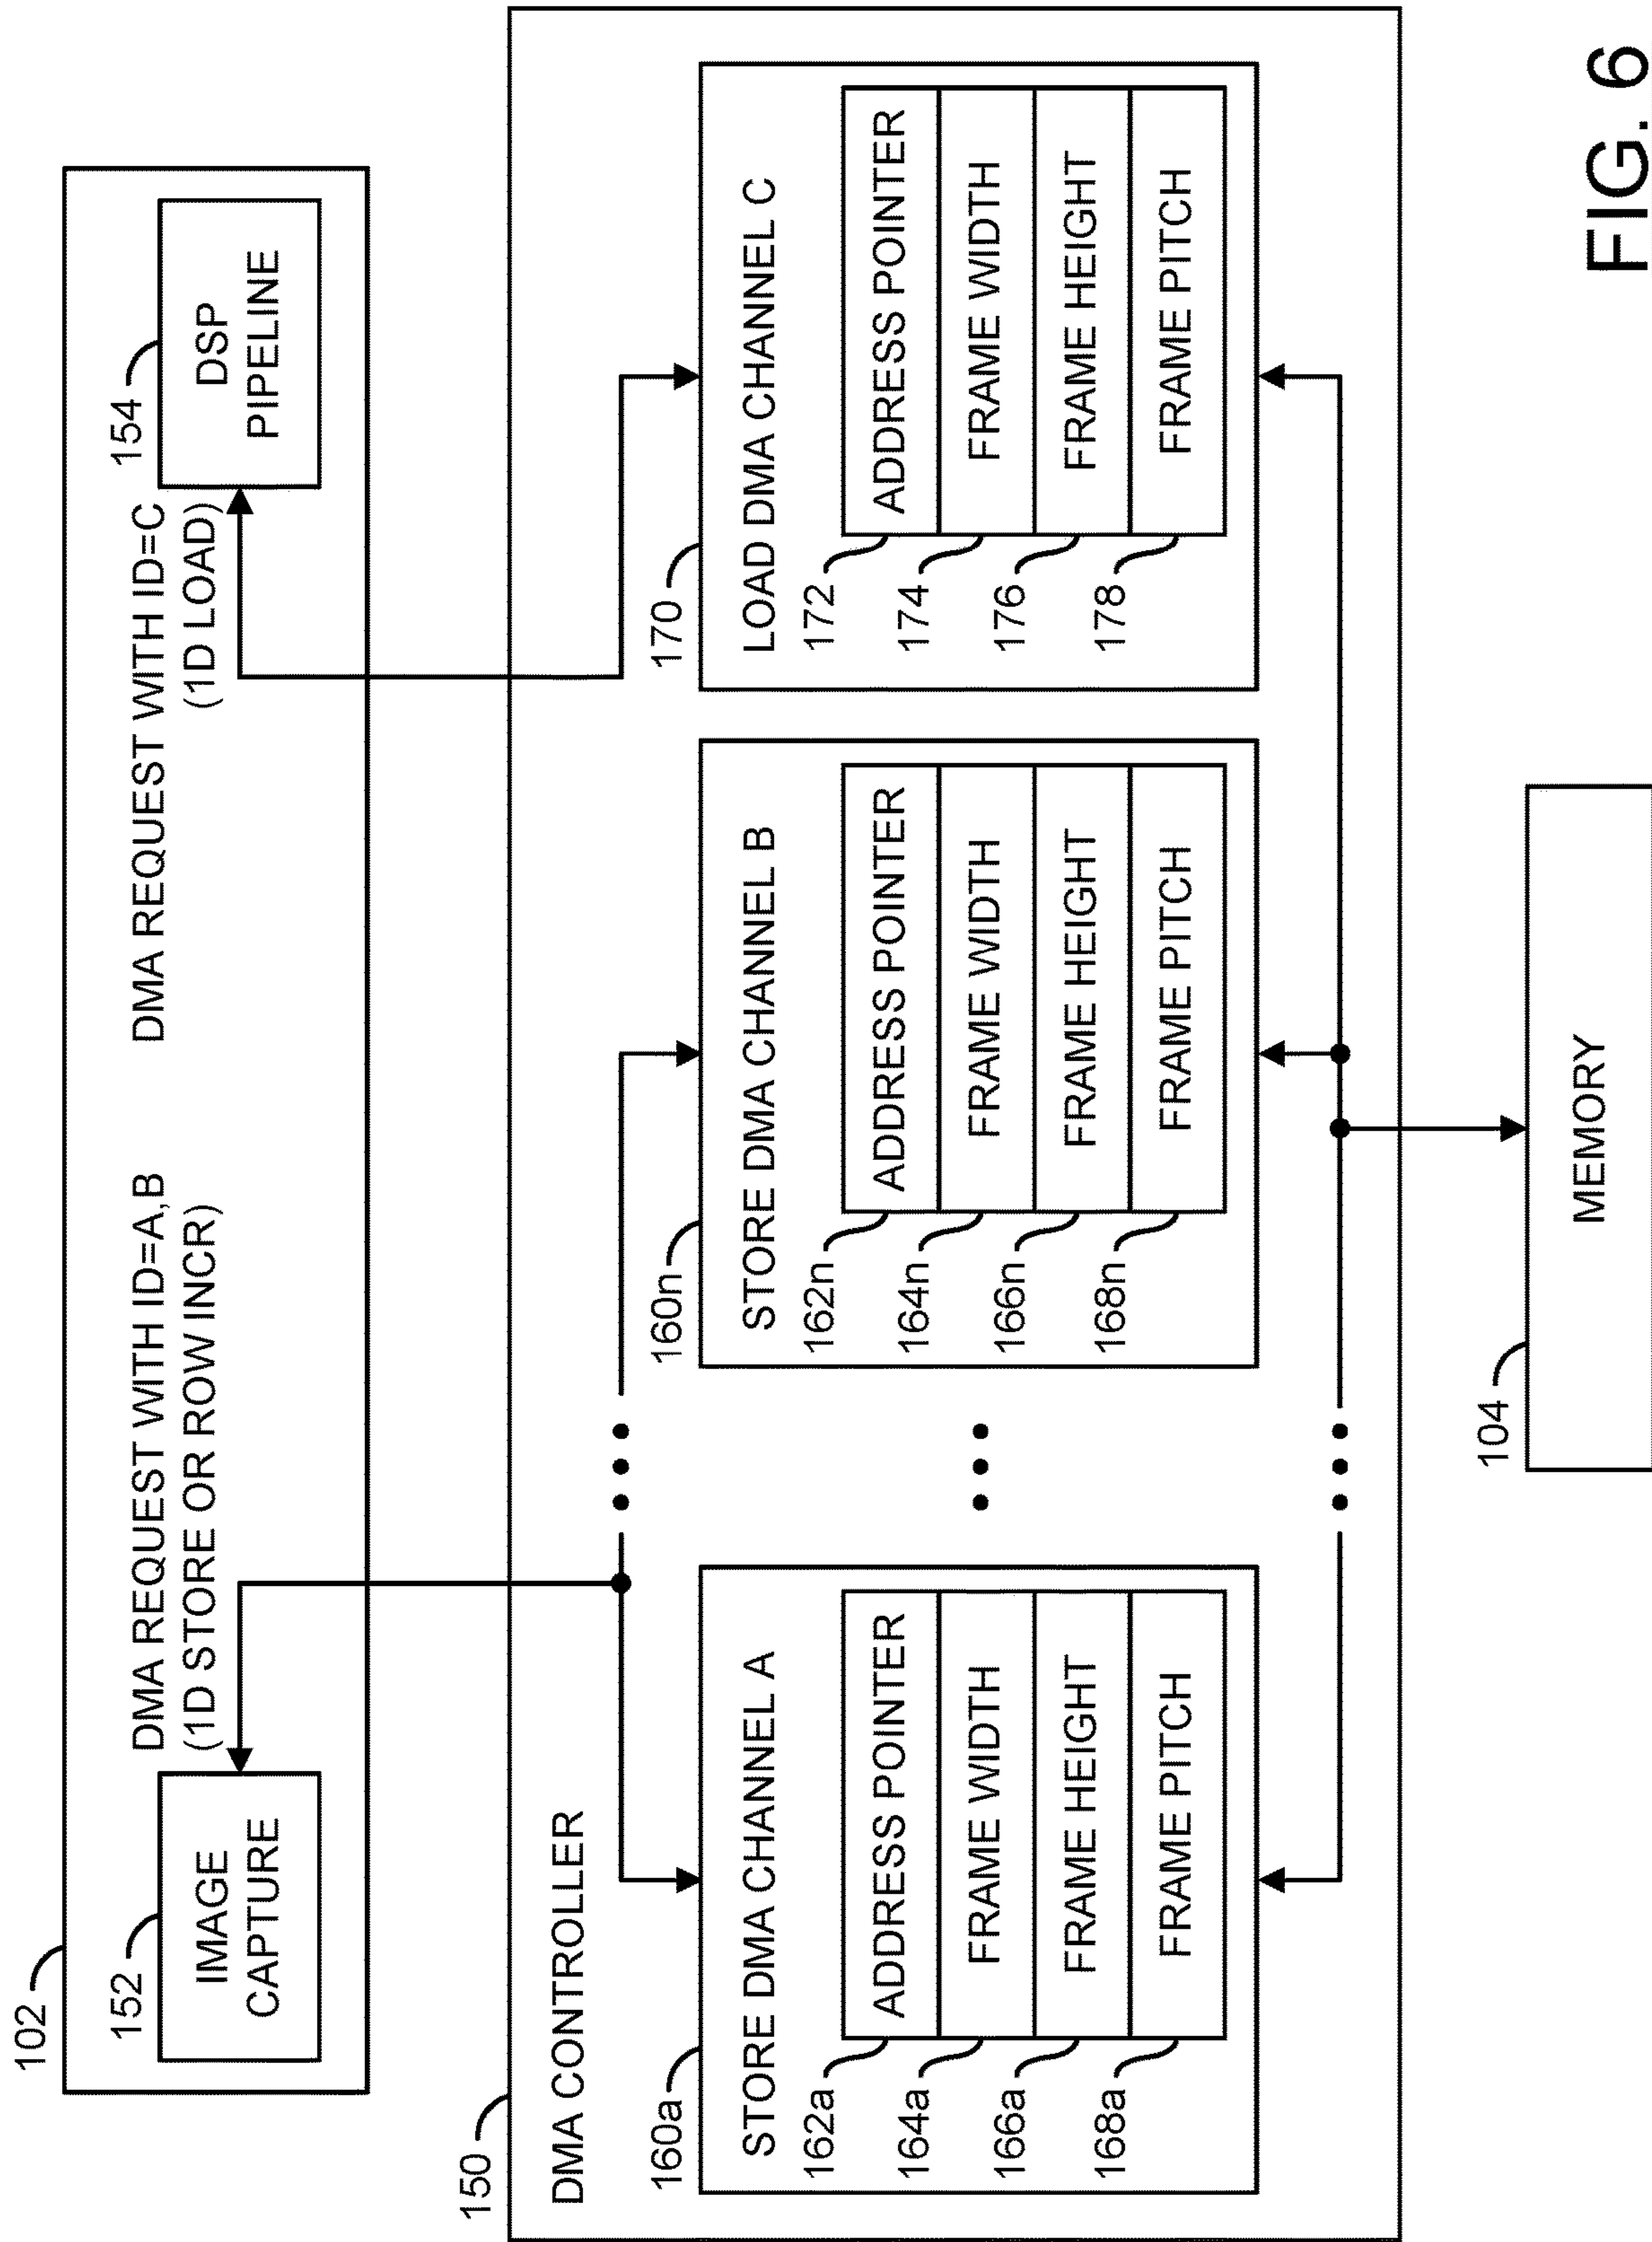 102
152
IMAGE
CAPTURE
DMA REQUEST WITH ID=A,B
(1D STORE OR ROW INCR)
DMA REQUEST WITH ID=C
(1D LOAD)
154
DSP
PIPELINE
150
DMA CONTROLLER
160a
STORE DMA CHANNEL A
162a
ADDRESS POINTER
164a
FRAME WIDTH
166a
FRAME HEIGHT
168a
FRAME PITCH
160n
STORE DMA CHANNEL B
162n
ADDRESS POINTER
164n
FRAME WIDTH
166n
FRAME HEIGHT
168n
FRAME PITCH
170
LOAD DMA CHANNEL C
172
ADDRESS POINTER
174
FRAME WIDTH
176
FRAME HEIGHT
178
FRAME PITCH
104
MEMORY
FIG. 6